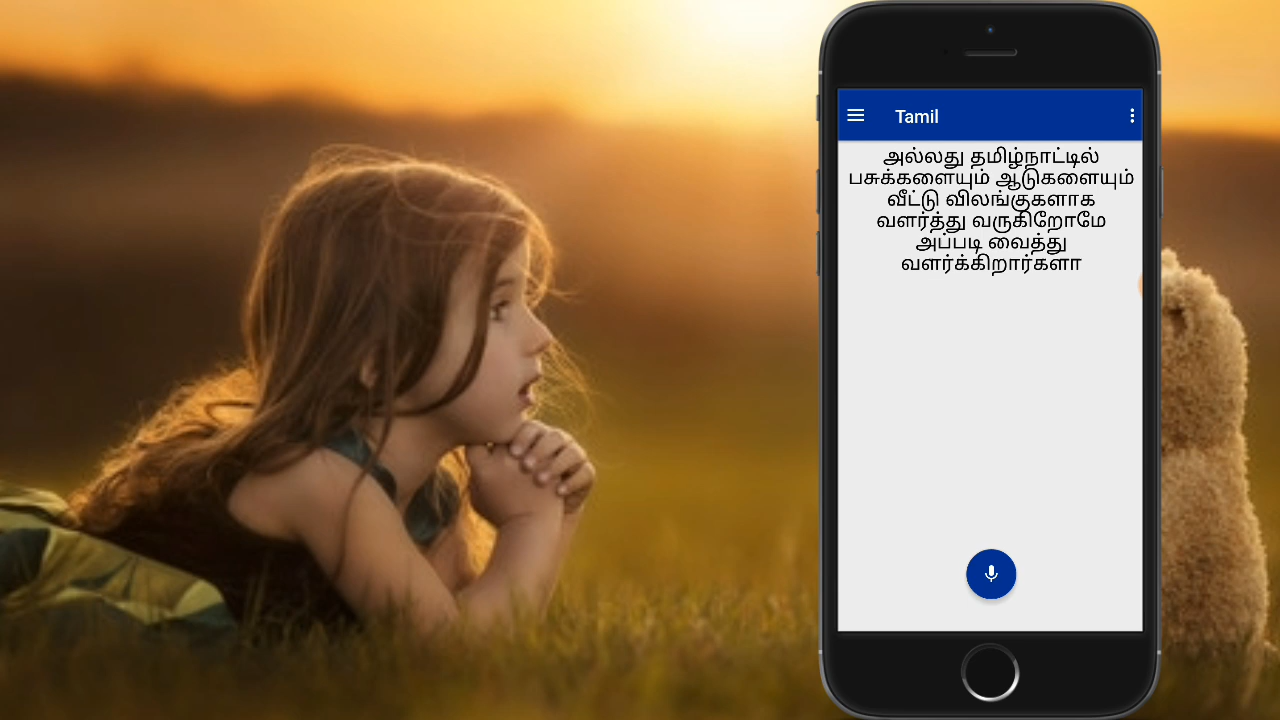 Tamil
அல்லது தமிழ்நாட்டில்
பசுக்களையும் ஆடுகளையும்
வீட்டு விலங்குகளாக
வளர்த்து வருகிறோமே
அப்படி வைத்து
வளர்க்கிறார்களா